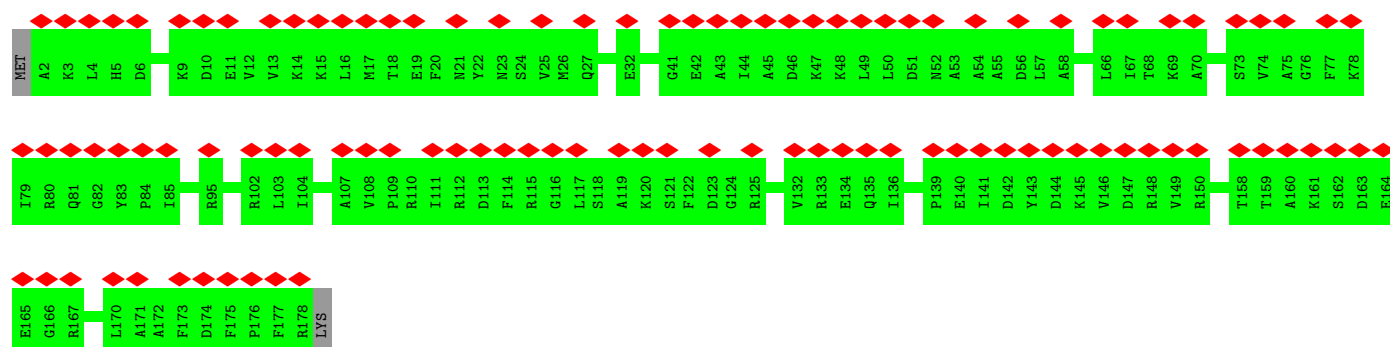 MET A2 K3 L4 H5 D6 K9 D10 E11 V12 V13 K14 K15 L16 M17 T18 E19 F20 N21 Y22 N23 S24 V25 M26 Q27 E32 G41 E42 A43 I44 A45 D46 K47 K48 L49 L50 D51 N52 A53 A54 A55 D56 L57 A58 L66 I67 T68 K69 A70 S73 V74 A75 G76 F77 K78
I79 R80 Q81 G82 Y83 P84 I85 R95 R102 L103 I104 A107 V108 P109 R110 I111 R112 D113 F114 R115 G116 L117 S118 A119 K120 S121 F122 D123 G124 R125 V132 R133 E134 Q135 I136 P139 E140 I141 D142 Y143 D144 K145 V146 D147 R148 V149 R150 T158 T159 A160 K161 S162 D163 E164
E165 G166 R167 L170 A171 A172 F173 D174 F175 P176 F177 R178 LYS